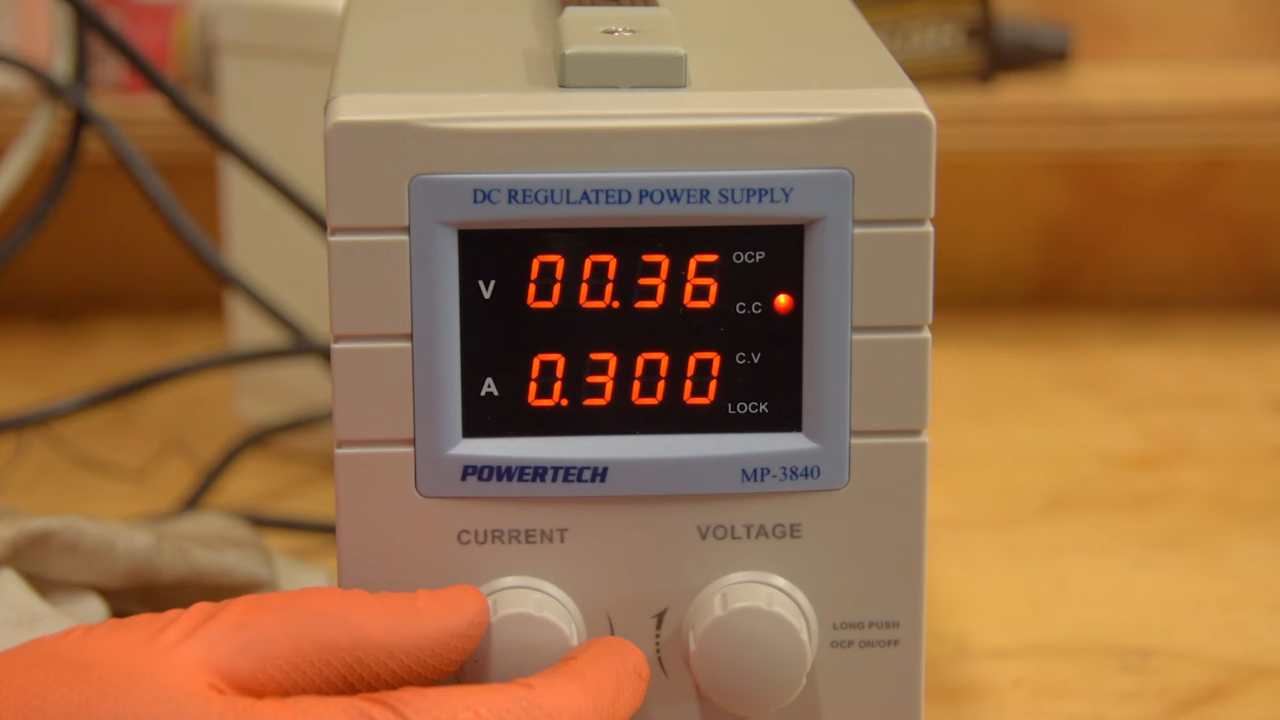 DC REGULATED POWER SUPPLY
V 00.36 OCP
C.C
A 0.300 C.V
LOCK
POWERTECH MP-3840
CURRENT VOLTAGE
LONG PUSH
OCP ON/OFF